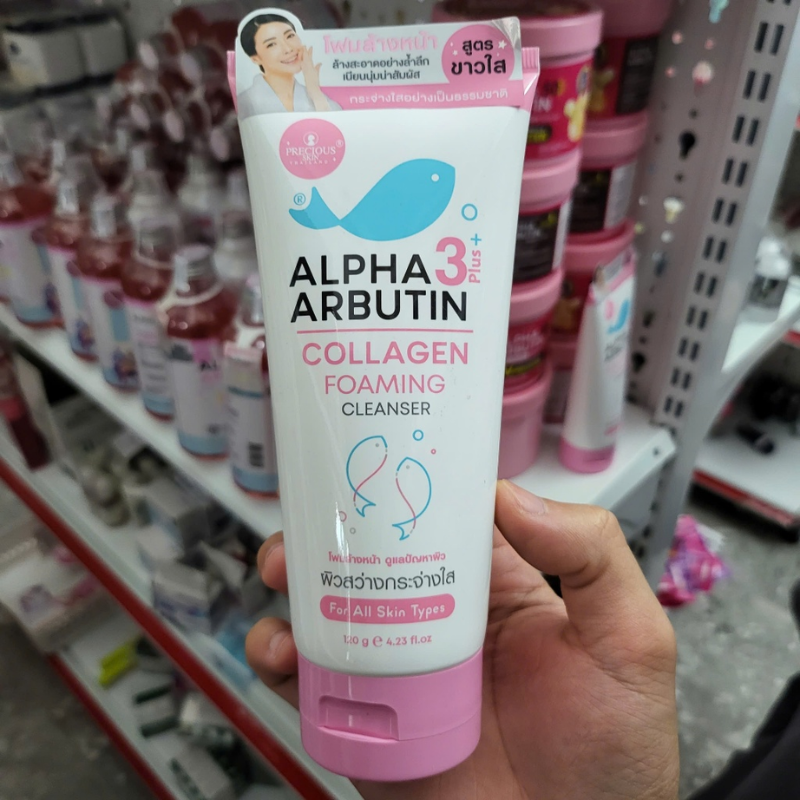 โฟมล้างหน้า
ล้างสะอาดอย่างล้ำลึก
เนียนนุ่มน่าสัมผัส
สูตร
ขาวใส
กระจ่างใสอย่างเป็นธรรมชาติ
PRECIOUS
SKIN
THAILAND
®
®
ALPHA 3 Plus+
ARBUTIN
COLLAGEN
FOAMING
CLEANSER
โฟมล้างหน้า ดูแลปัญหาผิว
ผิวสว่างกระจ่างใส
For All Skin Types
120 g e 4.23 fl.oz